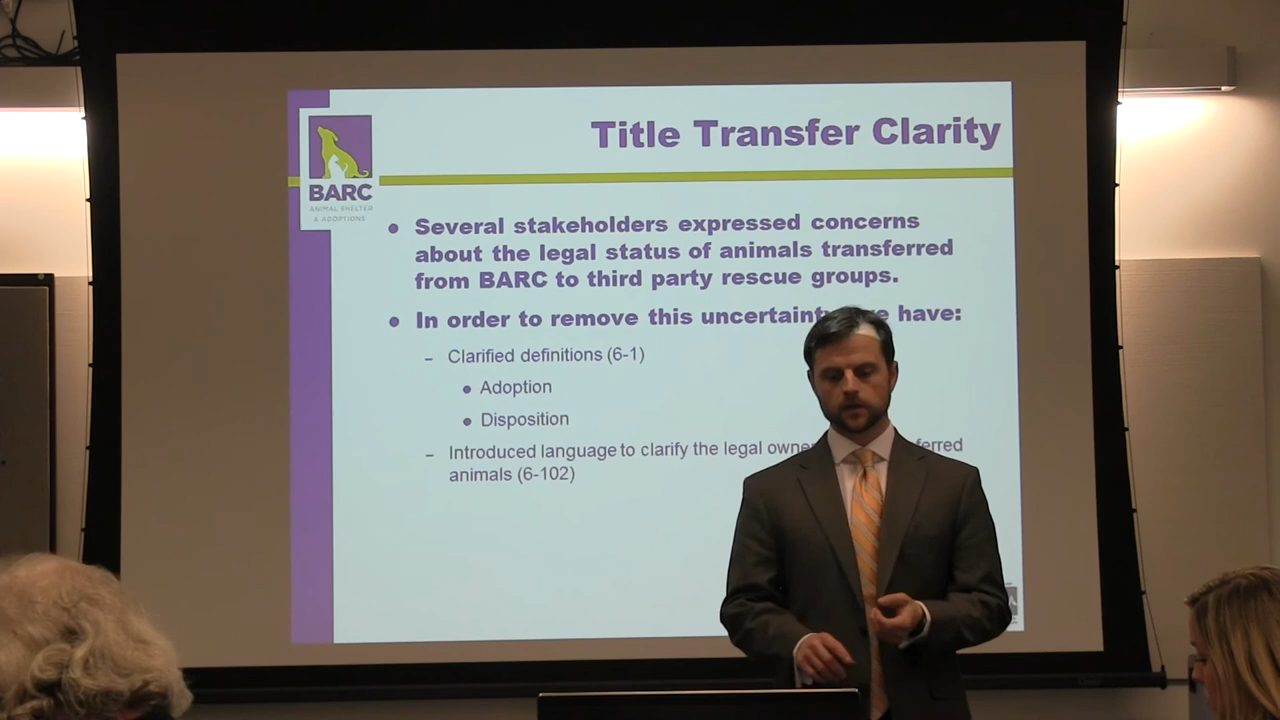 Title Transfer Clarity
BARC
ANIMAL SHELTER
& ADOPTIONS
• Several stakeholders expressed concerns
about the legal status of animals transferred
from BARC to third party rescue groups.
• In order to remove this uncertainty have:
– Clarified definitions (6-1)
• Adoption
• Disposition
– Introduced language to clarify the legal
animals (6-102)